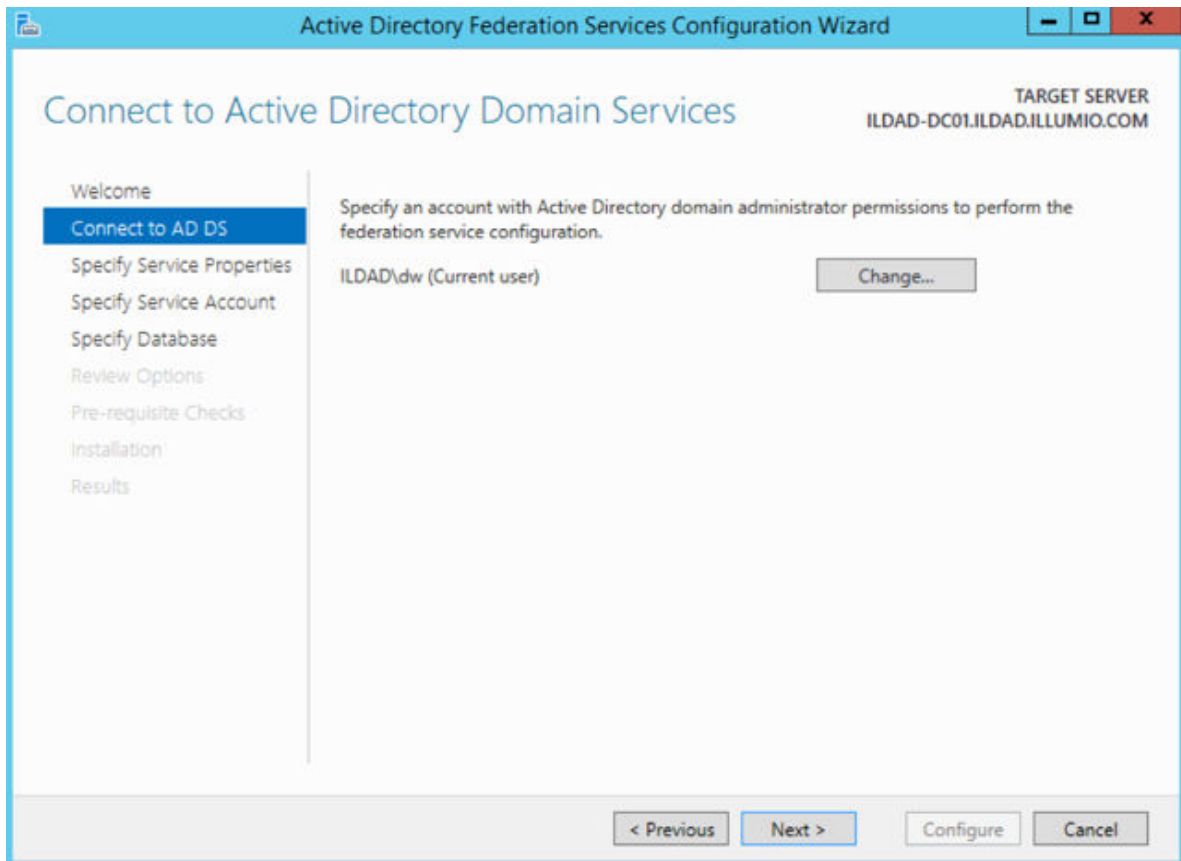 Active Directory Federation Services Configuration Wizard
Connect to Active Directory Domain Services
TARGET SERVER
ILDAD-DC01.ILDAD.ILLUMIO.COM
Welcome
Connect to AD DS
Specify Service Properties
Specify Service Account
Specify Database
Review Options
Pre-requisite Checks
Installation
Results
Specify an account with Active Directory domain administrator permissions to perform the
federation service configuration.
ILDAD\dw (Current user)
Change...
< Previous
Next >
Configure
Cancel